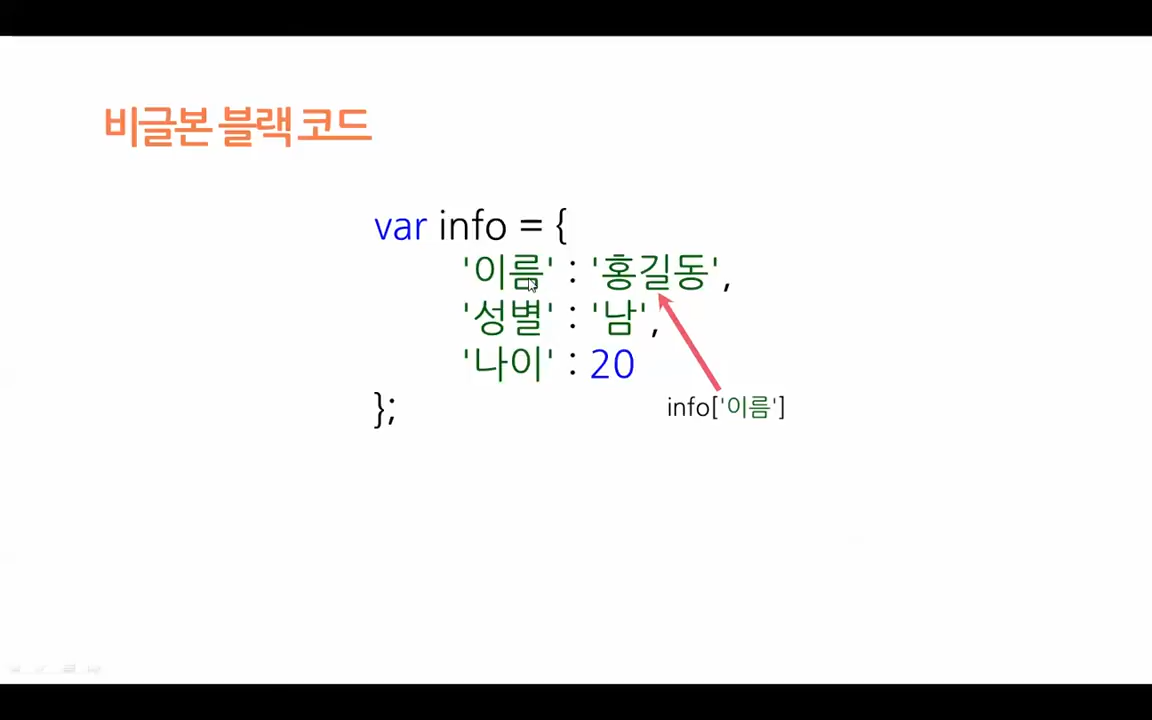 비글본 블랙 코드
var info = {
'이름' : '홍길동',
'성별' : '남',
'나이' : 20
};
info['이름']